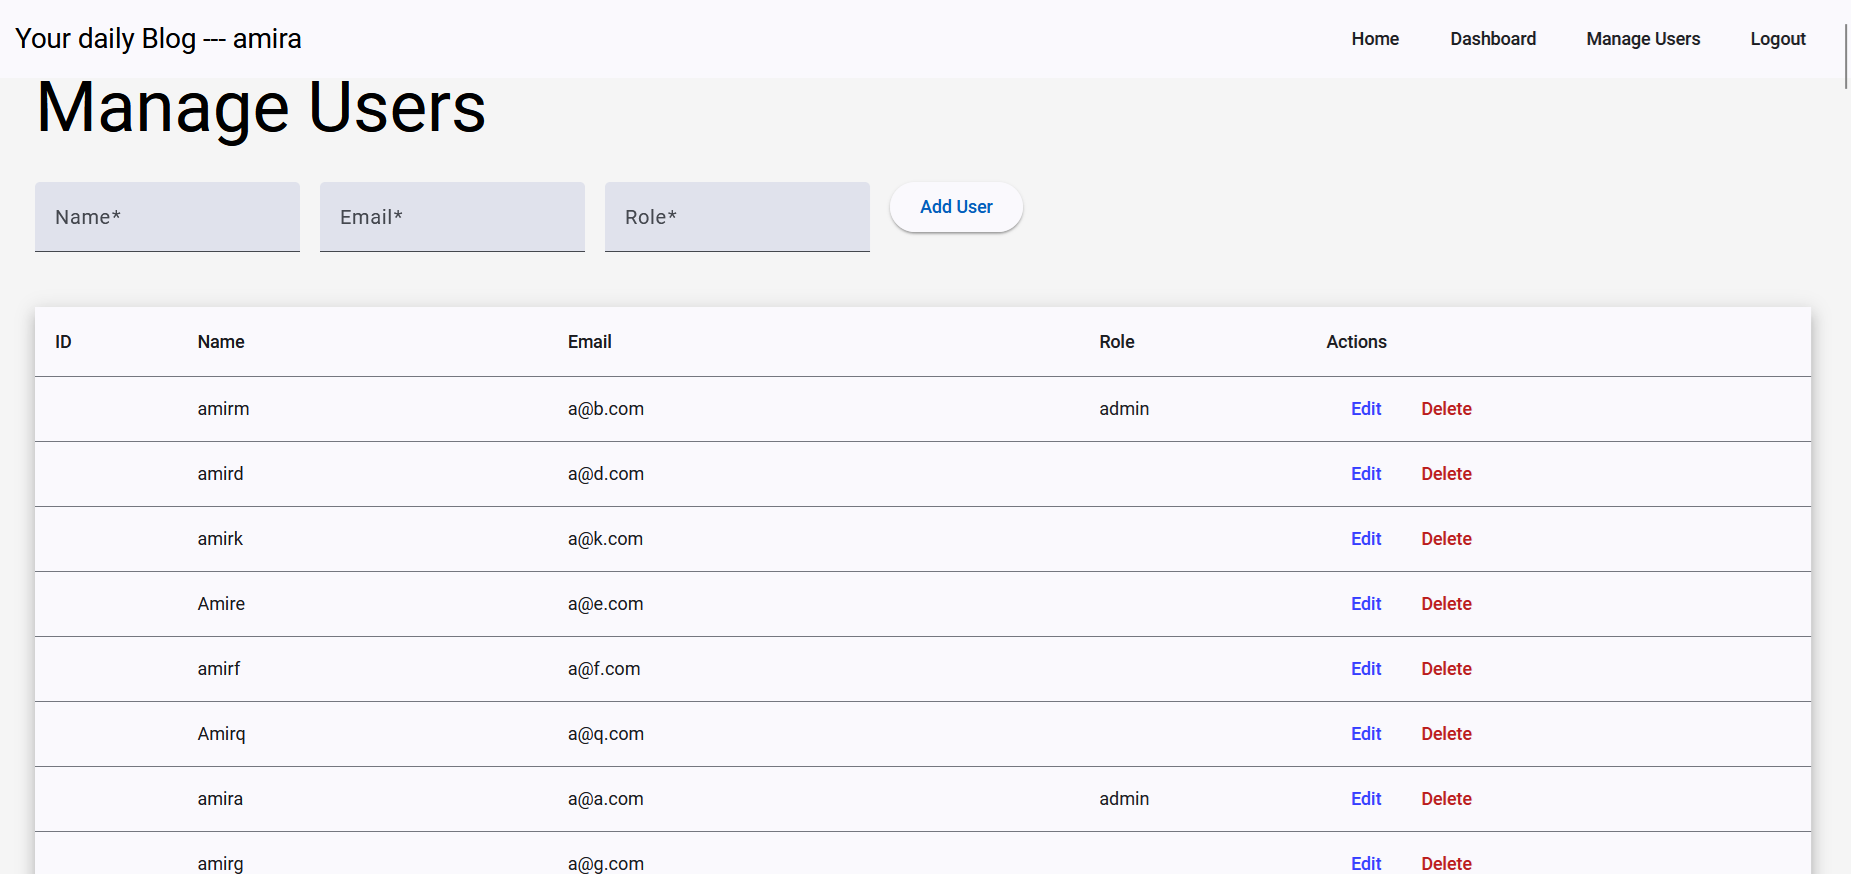 Your daily Blog --- amira Home Dashboard Manage Users Logout
Manage Users
Name* Email* Role* Add User
ID Name Email Role Actions
amirm a@b.com admin Edit Delete
amird a@d.com Edit Delete
amirk a@k.com Edit Delete
Amire a@e.com Edit Delete
amirf a@f.com Edit Delete
Amirq a@q.com Edit Delete
amira a@a.com admin Edit Delete
amirg a@g.com Edit Delete